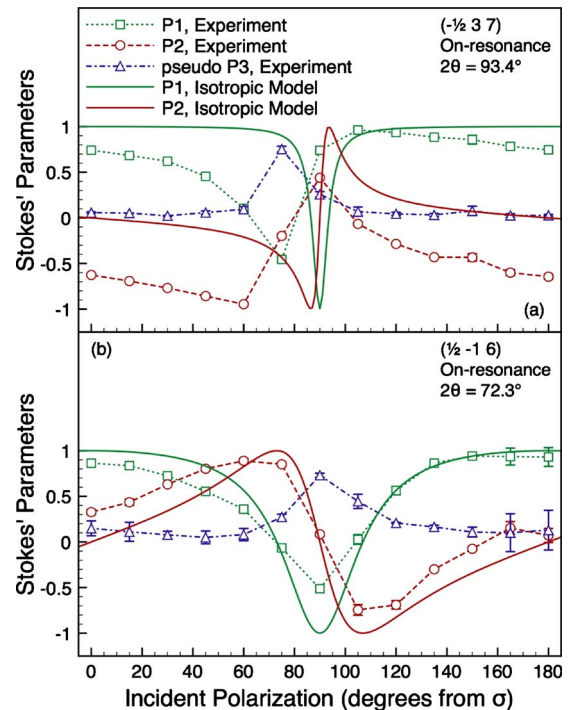 P1, Experiment
P2, Experiment
pseudo P3, Experiment
P1, Isotropic Model
P2, Isotropic Model
(-½ 3 7)
On-resonance
2θ = 93.4°
Stokes' Parameters
1
0.5
0
-0.5
-1
(a)
(b)
(½ -1 6)
On-resonance
2θ = 72.3°
Stokes' Parameters
1
0.5
0
-0.5
-1
0 20 40 60 80 100 120 140 160 180
Incident Polarization (degrees from σ)